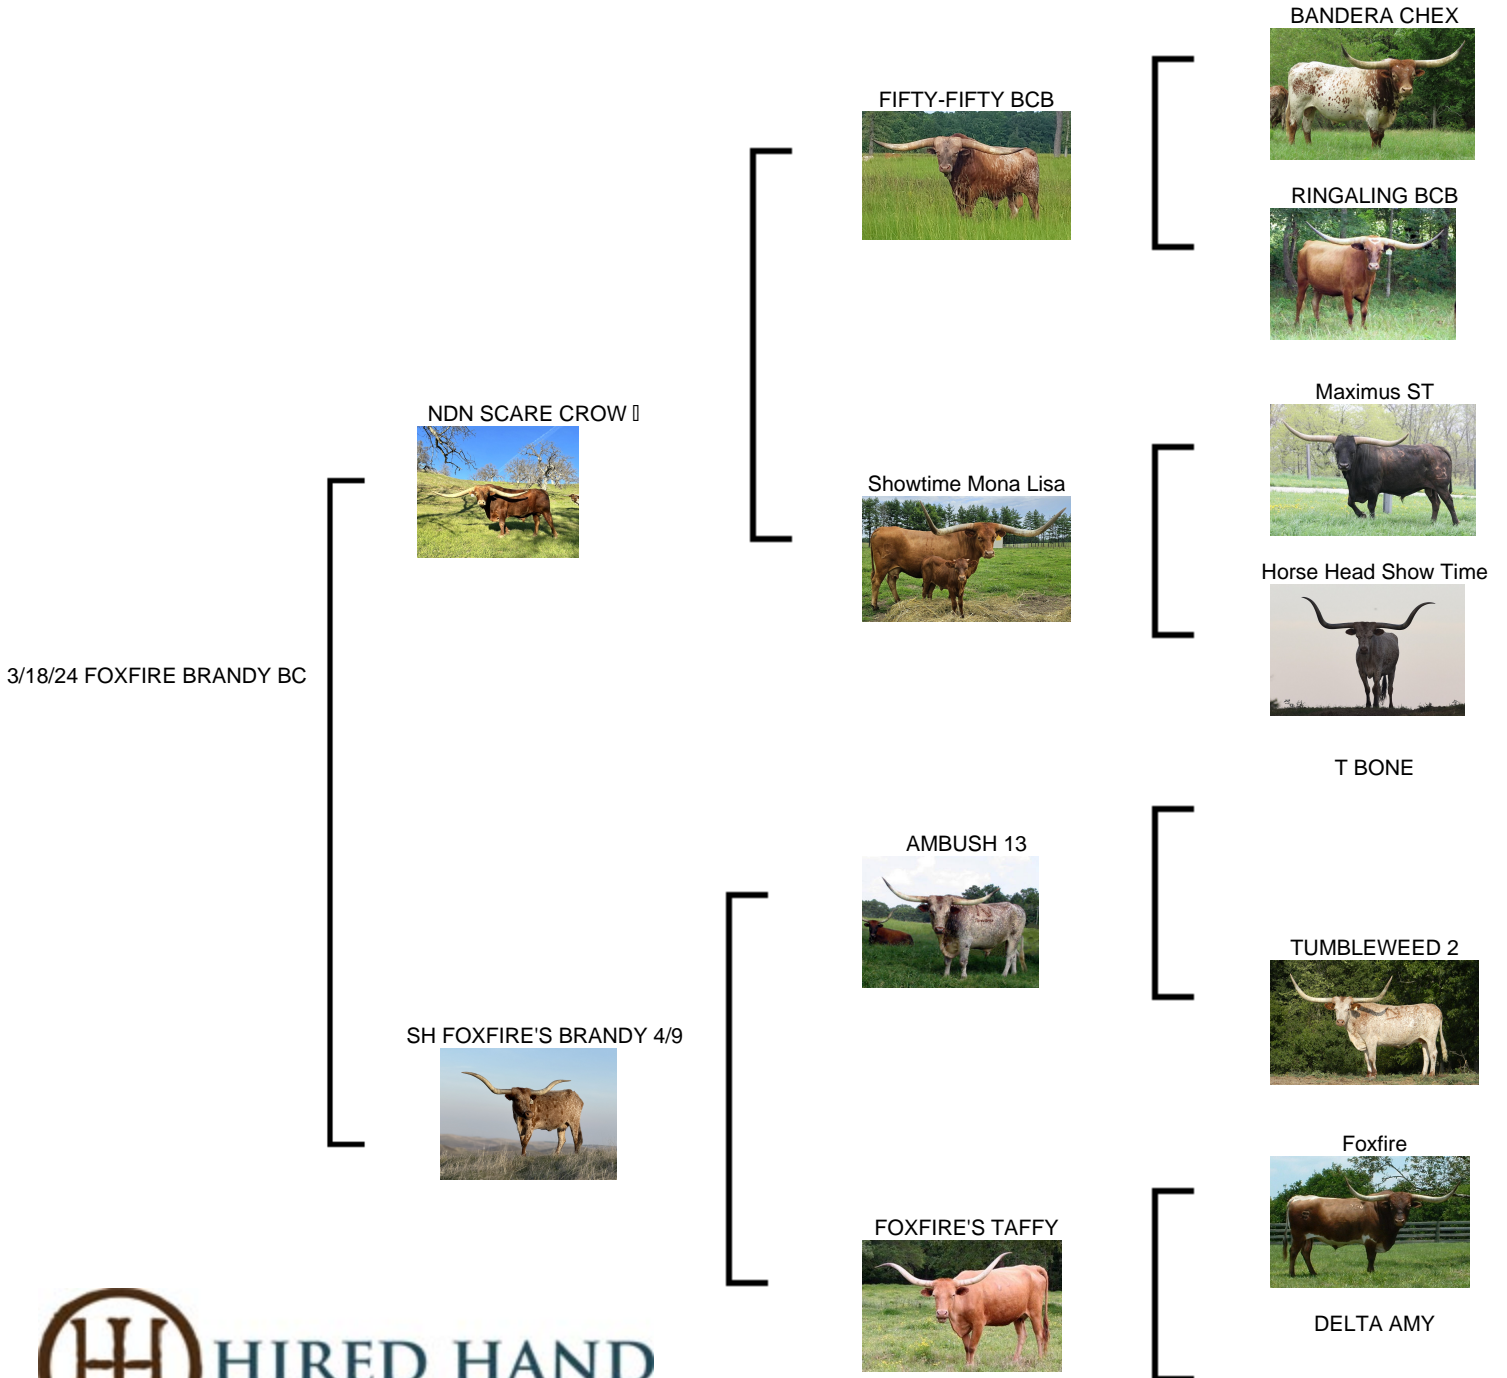 BANDERA CHEX
FIFTY-FIFTY BCB
RINGALING BCB
Maximus ST
NDN SCARE CROW
Showtime Mona Lisa
Horse Head Show Time
3/18/24 FOXFIRE BRANDY BC
T BONE
AMBUSH 13
TUMBLEWEED 2
SH FOXFIRE'S BRANDY 4/9
Foxfire
FOXFIRE'S TAFFY
DELTA AMY
HIRED HAND